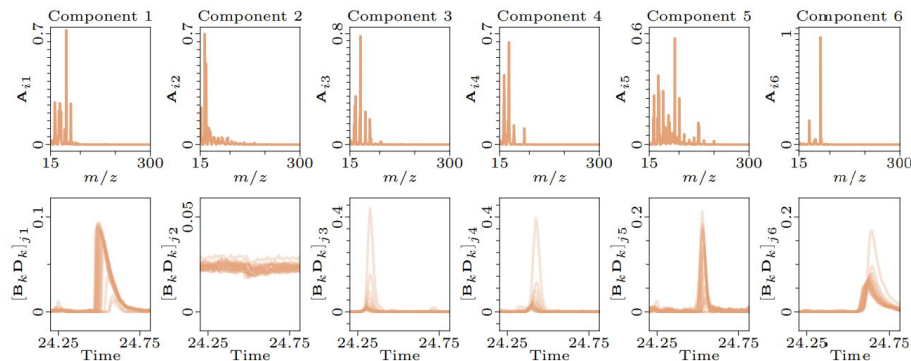 Component 1 Component 2 Component 3 Component 4 Component 5 Component 6
0.7 0.7 0.8 0.7 0.6 1
A_{i1} A_{i2} A_{i3} A_{i4} A_{i5} A_{i6}
0 0 0 0 0 0
15 300 15 300 15 300 15 300 15 300 15 300
m/z m/z m/z m/z m/z m/z
0.1 0.05 0.4 0.4 0.2 0.2
[B_k D_k]_{j1} [B_k D_k]_{j2} [B_k D_k]_{j3} [B_k D_k]_{j4} [B_k D_k]_{j5} [B_k D_k]_{j6}
0 0 0 0 0 0
24.25 24.75 24.25 24.75 24.25 24.75 24.25 24.75 24.25 24.75 24.25 24.75
Time Time Time Time Time Time